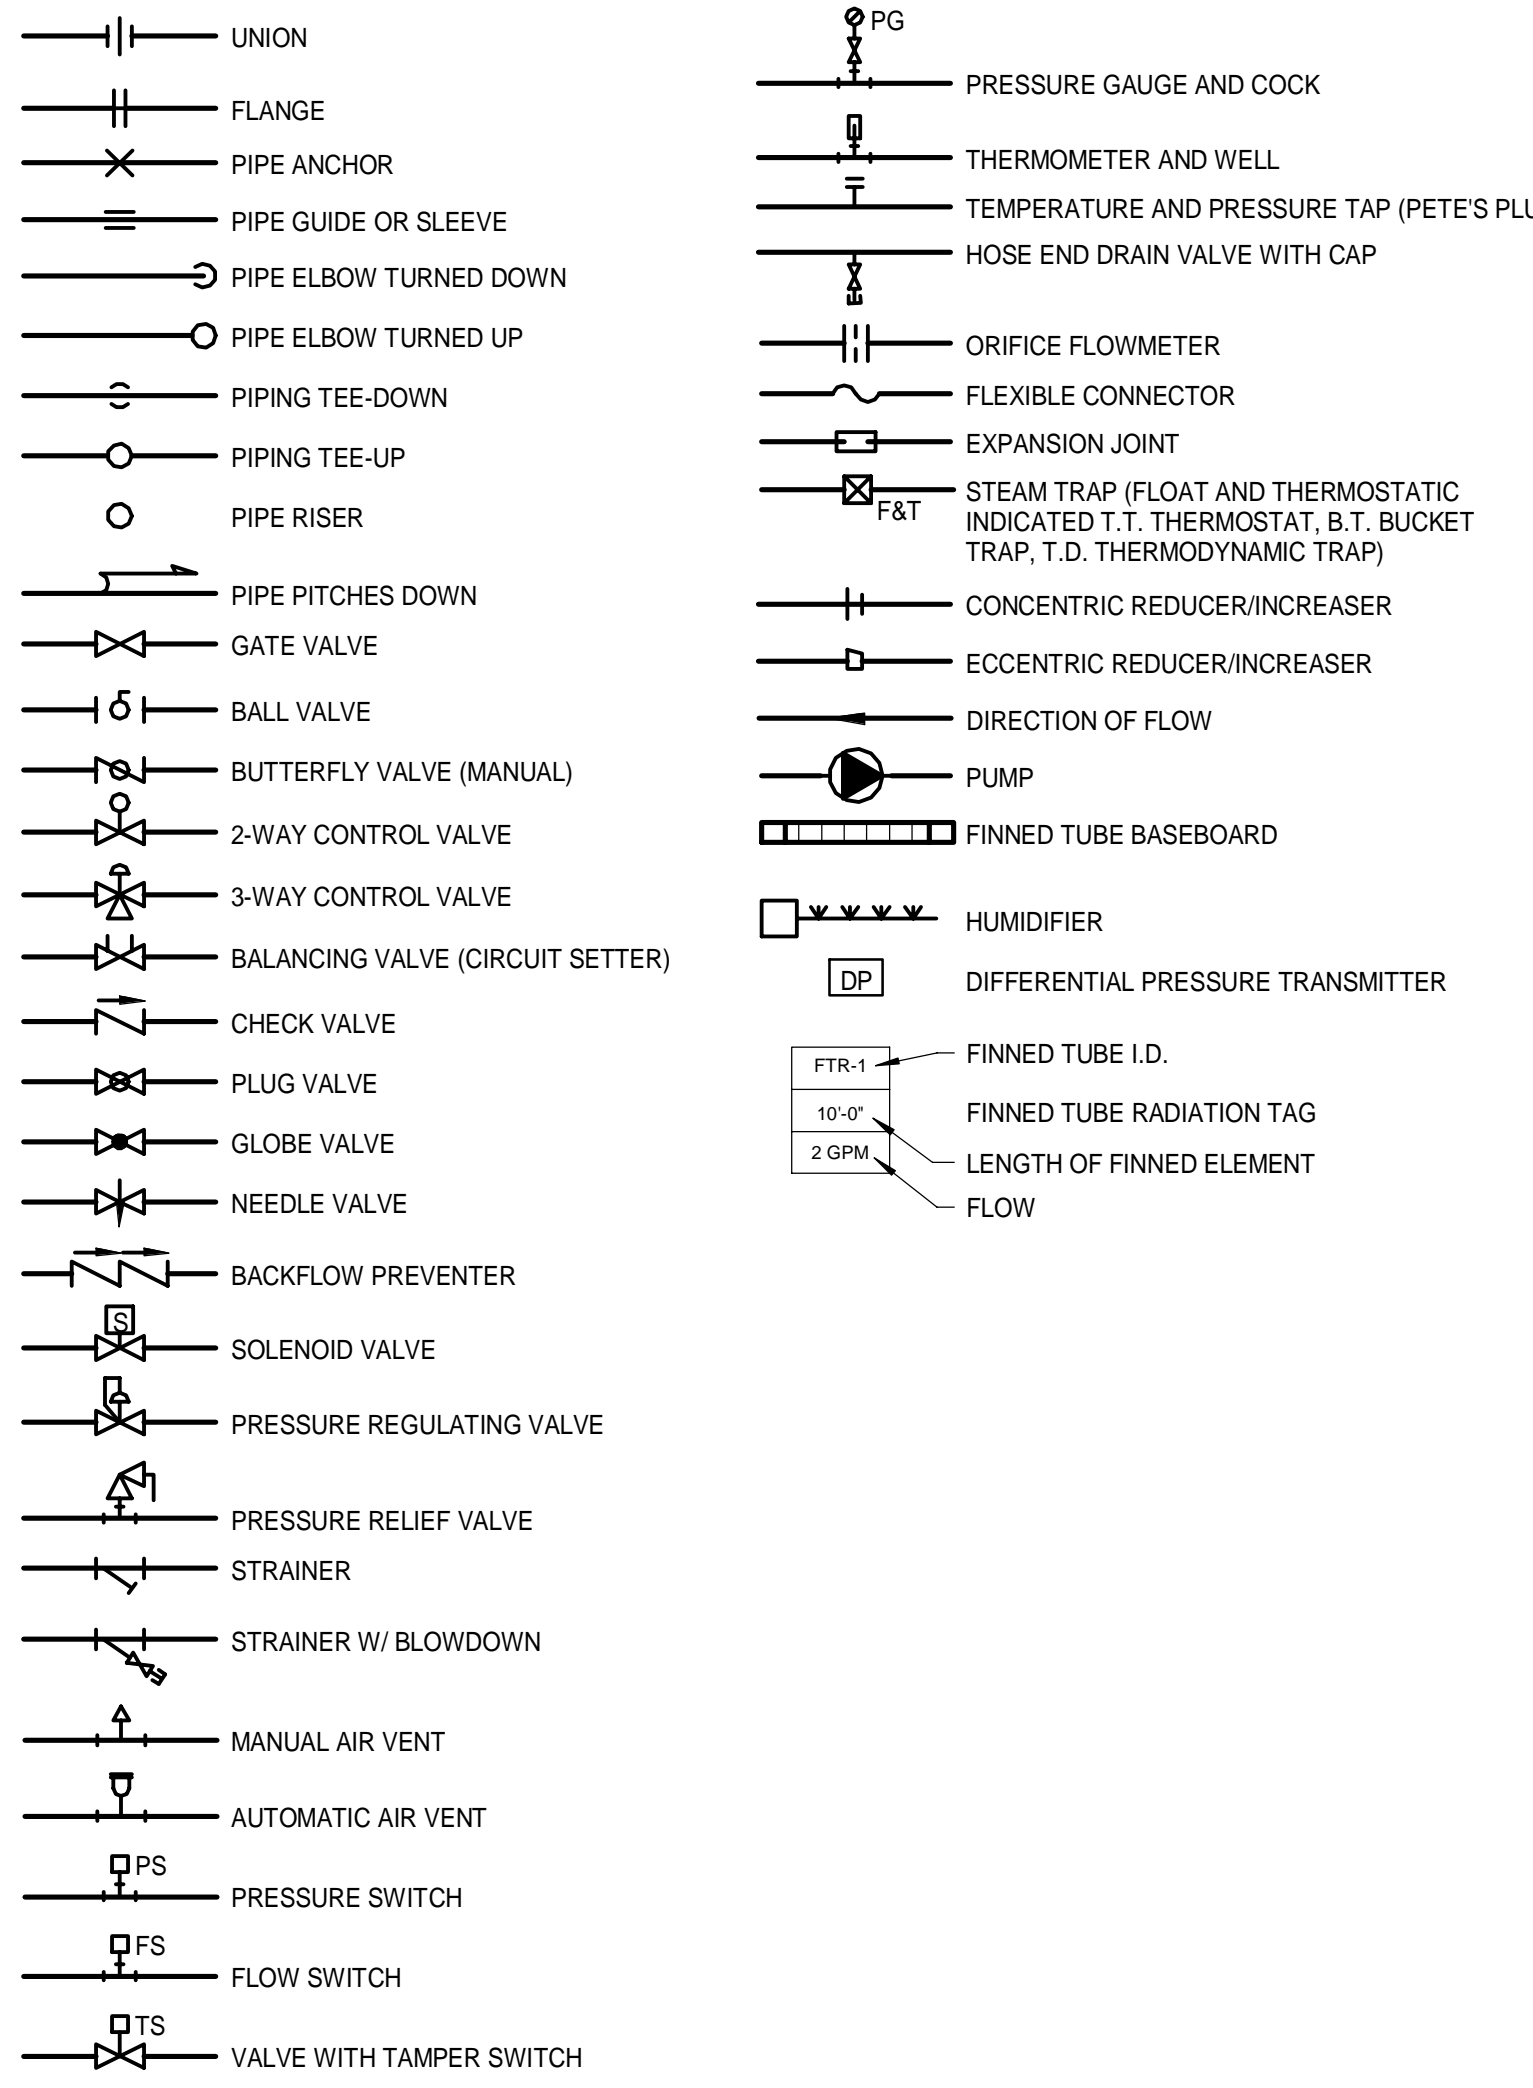 UNION
FLANGE
PIPE ANCHOR
PIPE GUIDE OR SLEEVE
PIPE ELBOW TURNED DOWN
PIPE ELBOW TURNED UP
PIPING TEE-DOWN
PIPING TEE-UP
PIPE RISER
PIPE PITCHES DOWN
GATE VALVE
BALL VALVE
BUTTERFLY VALVE (MANUAL)
2-WAY CONTROL VALVE
3-WAY CONTROL VALVE
BALANCING VALVE (CIRCUIT SETTER)
CHECK VALVE
PLUG VALVE
GLOBE VALVE
NEEDLE VALVE
BACKFLOW PREVENTER
S
SOLENOID VALVE
PRESSURE REGULATING VALVE
PRESSURE RELIEF VALVE
STRAINER
STRAINER W/ BLOWDOWN
MANUAL AIR VENT
AUTOMATIC AIR VENT
PS
PRESSURE SWITCH
FS
FLOW SWITCH
TS
VALVE WITH TAMPER SWITCH
PG
PRESSURE GAUGE AND COCK
THERMOMETER AND WELL
TEMPERATURE AND PRESSURE TAP (PETE'S PLU
HOSE END DRAIN VALVE WITH CAP
ORIFICE FLOWMETER
FLEXIBLE CONNECTOR
EXPANSION JOINT
F&T
STEAM TRAP (FLOAT AND THERMOSTATIC
INDICATED T.T. THERMOSTAT, B.T. BUCKET
TRAP, T.D. THERMODYNAMIC TRAP)
CONCENTRIC REDUCER/INCREASER
ECCENTRIC REDUCER/INCREASER
DIRECTION OF FLOW
PUMP
FINNED TUBE BASEBOARD
HUMIDIFIER
DP
DIFFERENTIAL PRESSURE TRANSMITTER
FTR-1
FINNED TUBE I.D.
10'-0"
FINNED TUBE RADIATION TAG
2 GPM
LENGTH OF FINNED ELEMENT
FLOW